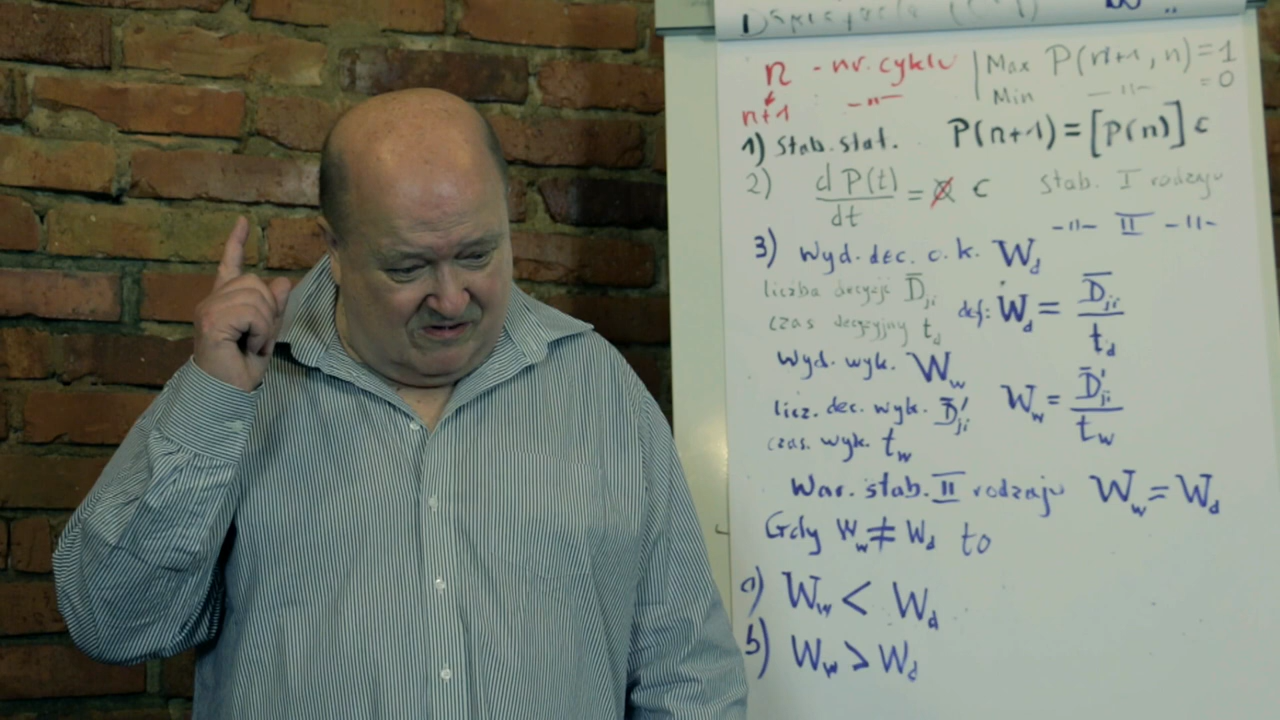 n - nr. cyklu | Max P(n+1, n) = 1
n+1 -"- | Min -"- = 0
1) Stab. stat. P(n+1) = [P(n)] c
2) d P(t) / dt = c stab. I rodzaju
-"- II -"-
3) Wyd. dec. o. k. W_d
liczba decyzji D̄_ji
czas decyzyjny t_d def: W_d = D̄_ji / t_d
Wyd. wyk. W_w
licz. dec. wyk. D̄'_ji W_w = D̄'_ji / t_w
czas. wyk. t_w
War. stab. II rodzaju W_w = W_d
Gdy W_w ≠ W_d to
a) W_w < W_d
b) W_w > W_d